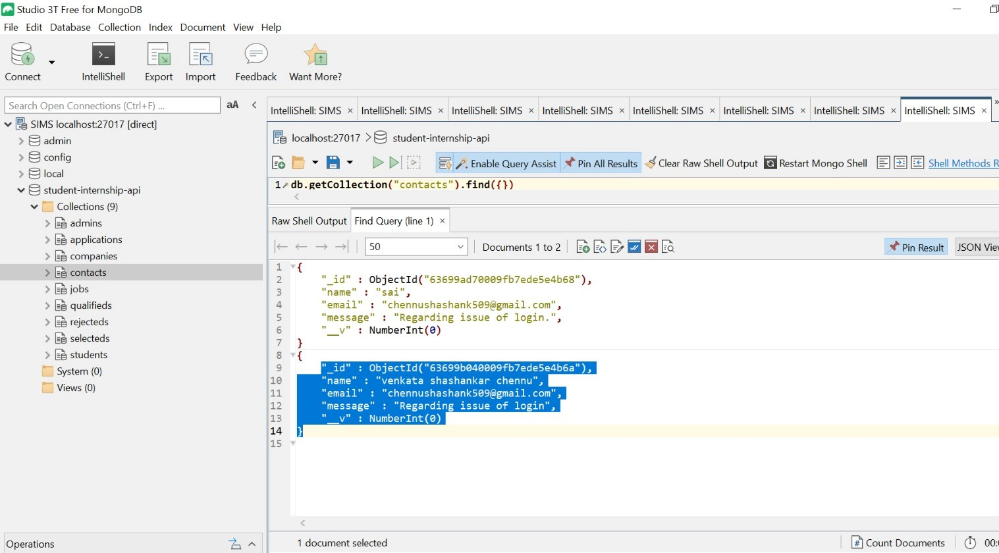 Studio 3T Free for MongoDB
File Edit Database Collection Index Document View Help
Connect IntelliShell Export Import Feedback Want More?
Search Open Connections (Ctrl+F) ... aA
SIMS localhost:27017 [direct]
admin
config
local
student-internship-api
Collections (9)
admins
applications
companies
contacts
jobs
qualifieds
rejecteds
selecteds
students
System (0)
Views (0)
Operations
IntelliShell: SIMS × IntelliShell: SIMS × IntelliShell: SIMS × IntelliShell: SIMS × IntelliShell: SIMS × IntelliShell: SIMS × IntelliShell: SIMS × IntelliShell: SIMS × »
localhost:27017 > student-internship-api
Enable Query Assist Pin All Results Clear Raw Shell Output Restart Mongo Shell Shell Methods R
1 db.getCollection("contacts").find({})
Raw Shell Output Find Query (line 1) ×
50 Documents 1 to 2 Pin Result JSON Vie
1 {
2 "_id" : ObjectId("63699ad70009fb7ede5e4b68"),
3 "name" : "sai",
4 "email" : "chennushashank509@gmail.com",
5 "message" : "Regarding issue of login.",
6 "__v" : NumberInt(0)
7 }
8 {
9 "_id" : ObjectId("63699b040009fb7ede5e4b6a"),
10 "name" : "venkata shashankar chennu",
11 "email" : "chennushashank509@gmail.com",
12 "message" : "Regarding issue of login",
13 "__v" : NumberInt(0)
14 }
15
1 document selected
# Count Documents 00: